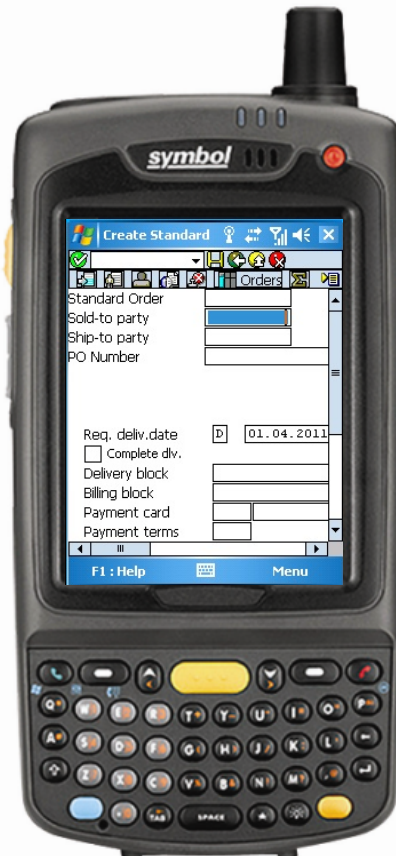 symbol
Create Standard
Orders
Standard Order
Sold-to party
Ship-to party
PO Number
Req. deliv.date D 01.04.2011
Complete dlv.
Delivery block
Billing block
Payment card
Payment terms
F1 : Help Menu
Q W E R T Y U I O P
A S D F G H J K L
Z X C V B N M
TAB SPACE